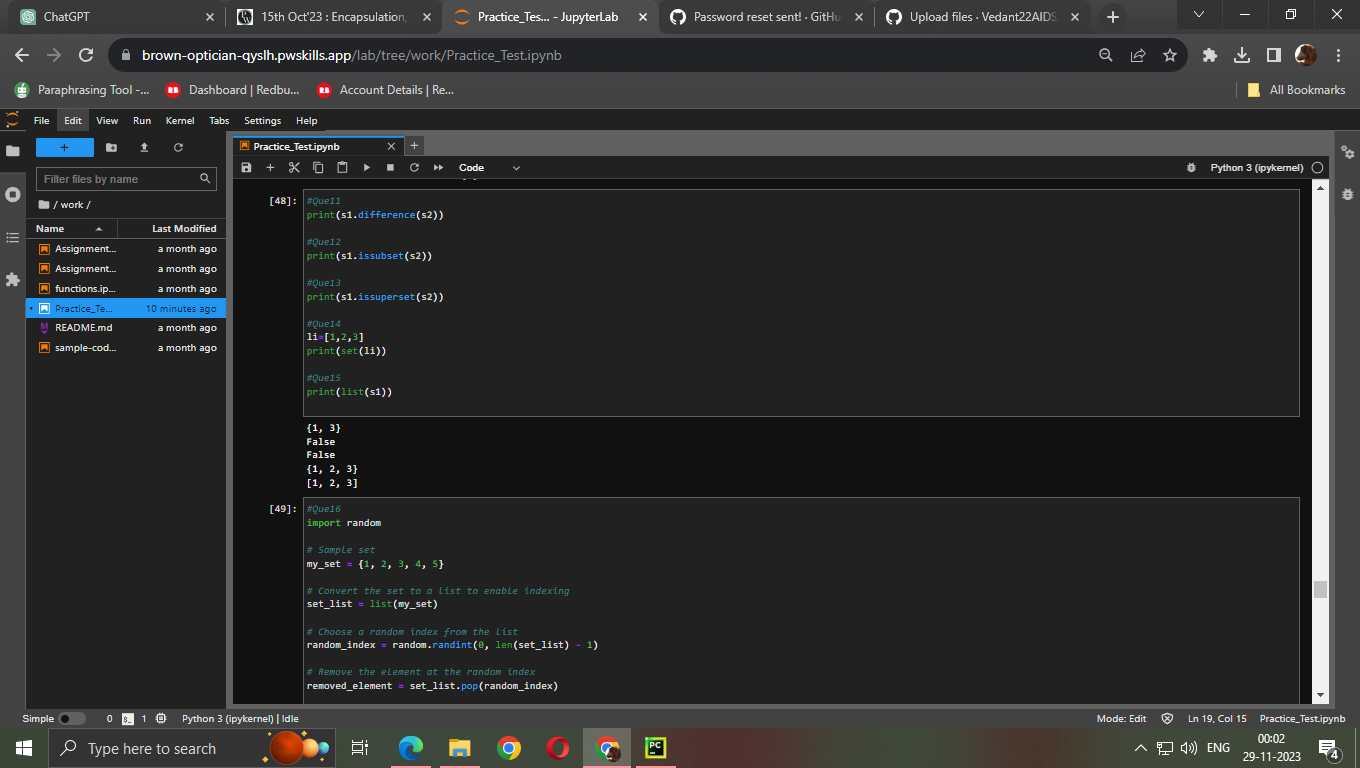 ChatGPT
15th Oct'23 : Encapsulation,
Practice_Tes... - JupyterLab
Password reset sent! · GitHu
Upload files · Vedant22AIDS
brown-optician-qyslh.pwskills.app/lab/tree/work/Practice_Test.ipynb
Paraphrasing Tool -...
RB
Dashboard | Redbu...
RB
Account Details | Re...
All Bookmarks
File Edit View Run Kernel Tabs Settings Help
Practice_Test.ipynb
Filter files by name
Code
Python 3 (ipykernel)
/ work /
Name
Last Modified
Assignment... a month ago
Assignment... a month ago
functions.ip... a month ago
Practice_Te... 10 minutes ago
README.md a month ago
sample-cod... a month ago
[48]:
#Que11
print(s1.difference(s2))
#Que12
print(s1.issubset(s2))
#Que13
print(s1.issuperset(s2))
#Que14
li=[1,2,3]
print(set(li))
#Que15
print(list(s1))
{1, 3}
False
False
{1, 2, 3}
[1, 2, 3]
[49]:
#Que16
import random
# Sample set
my_set = {1, 2, 3, 4, 5}
# Convert the set to a list to enable indexing
set_list = list(my_set)
# Choose a random index from the list
random_index = random.randint(0, len(set_list) - 1)
# Remove the element at the random index
removed_element = set_list.pop(random_index)
Simple 0 1 Python 3 (ipykernel) | Idle
Mode: Edit Ln 19, Col 15 Practice_Test.ipynb
Type here to search
PC
ENG
00:02
29-11-2023
4